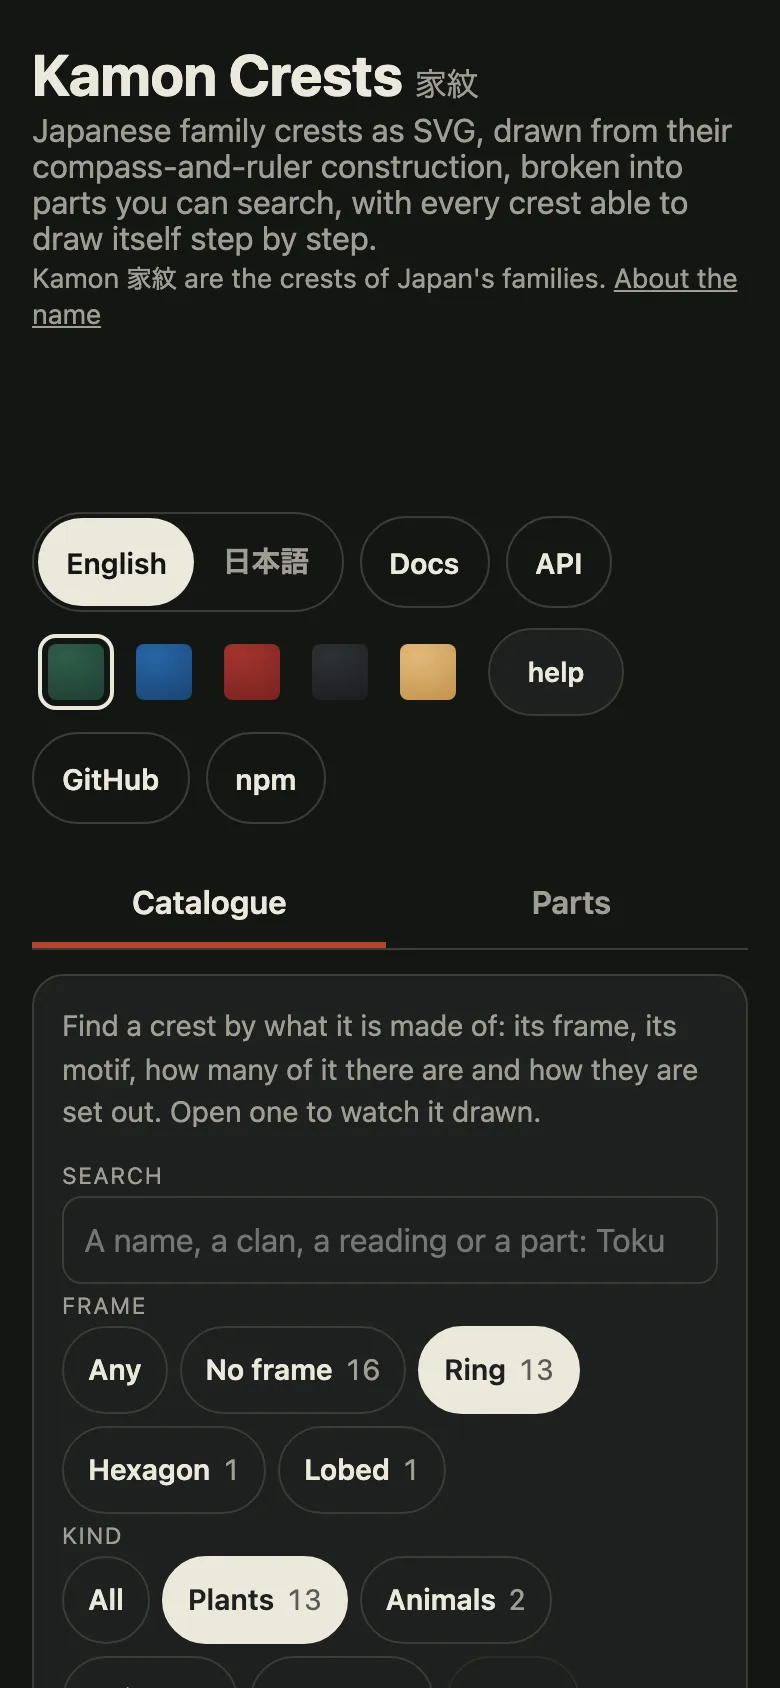 Kamon Crests 家紋
Japanese family crests as SVG, drawn from their
compass-and-ruler construction, broken into
parts you can search, with every crest able to
draw itself step by step.
Kamon 家紋 are the crests of Japan's families. About the
name
English 日本語 Docs API
help
GitHub npm
Catalogue Parts
Find a crest by what it is made of: its frame, its
motif, how many of it there are and how they are
set out. Open one to watch it drawn.
SEARCH
A name, a clan, a reading or a part: Toku
FRAME
Any No frame 16 Ring 13
Hexagon 1 Lobed 1
KIND
All Plants 13 Animals 2